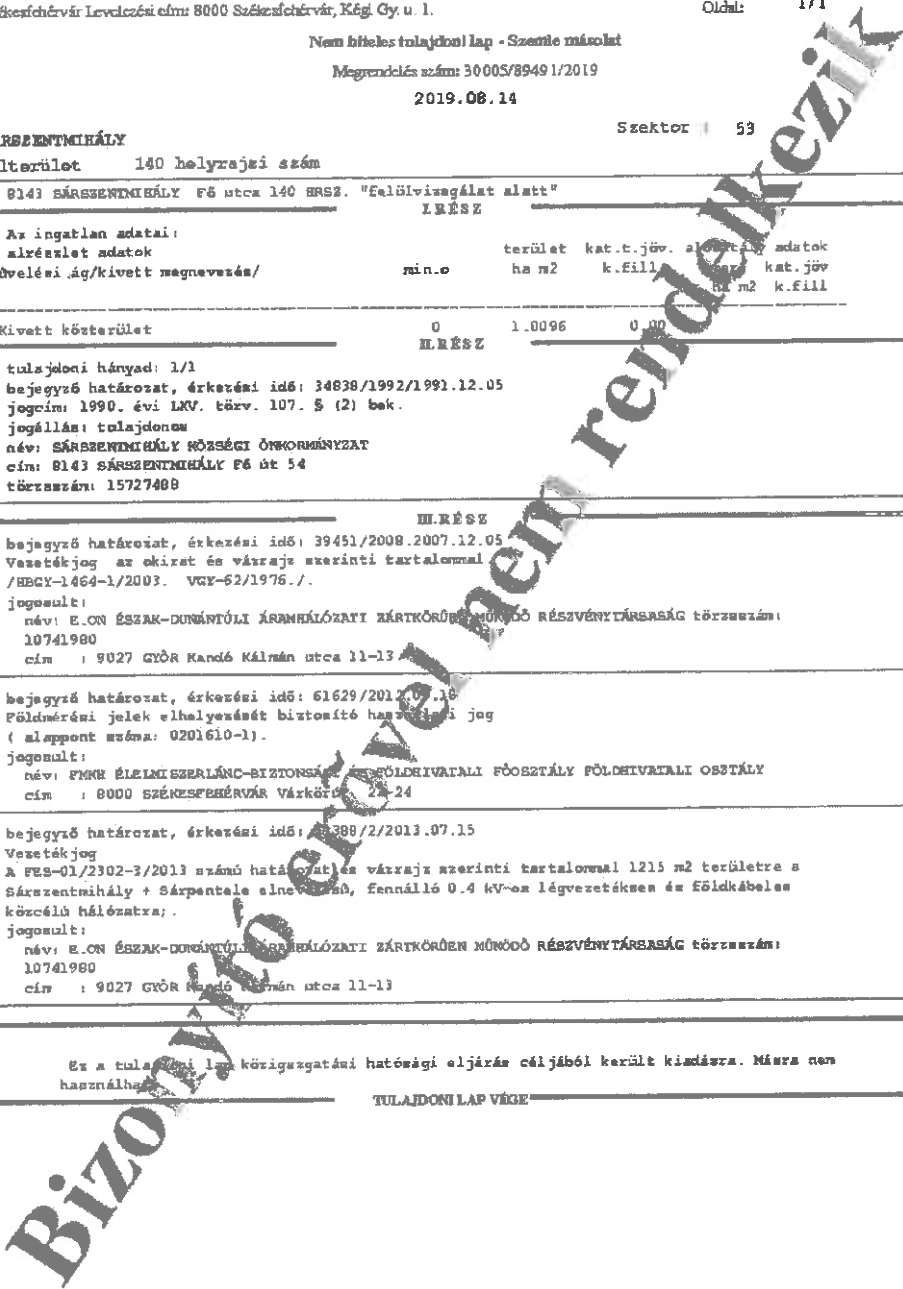 ékesfehérvár Levelezési cím: 8000 Székesfehérvár, Kégl Gy. u. 1.
Oldal: 1/1
Nem hiteles tulajdoni lap - Szemle másolat
Megrendelés szám: 30005/89491/2019
2019.08.14
Szektor : 53
RSZENTMIHÁLY
lterület 140 helyrajzi szám
8143 SÁRSZENTMIHÁLY Fő utca 140 HRSZ. "felülvizsgálat alatt"
I.RÉSZ
Az ingatlan adatai:
alrészlet adatok terület kat.t.jöv. adatok
űvelési ág/kivett megnevezés/ min.o ha m2 k.fill kat.jöv
ha m2 k.fill
Kivett közterület 0 1.0096 0.00
II.RÉSZ
tulajdoni hányad: 1/1
bejegyző határozat, érkezési idő: 34838/1992/1991.12.05
jogcím: 1990. évi LXV. törv. 107. § (2) bek.
jogállás: tulajdonos
név: SÁRSZENTMIHÁLY KÖZSÉGI ÖNKORMÁNYZAT
cím: 8143 SÁRSZENTMIHÁLY Fő út 54
törzsszám: 15727488
III.RÉSZ
bejegyző határozat, érkezési idő: 39451/2008.2007.12.05
Vezetékjog az okirat és vázrajz szerinti tartalommal
/HBGY-1464-1/2003. VGY-62/1976./.
jogosult:
név: E.ON ÉSZAK-DUNÁNTÚLI ÁRAMHÁLÓZATI ZÁRTKÖRŰEN MŰKÖDŐ RÉSZVÉNYTÁRSASÁG törzsszám:
10741980
cím : 9027 GYŐR Kandó Kálmán utca 11-13
bejegyző határozat, érkezési idő:
Földmérési jelek elhelyezését biztosító használati jog
( alappont száma: 0201610-1).
jogosult:
név: FMKH ÉLELMISZERLÁNC-BIZTONSÁGI ÉS FÖLDHIVATALI FŐOSZTÁLY FÖLDHIVATALI OSZTÁLY
cím : 8000 SZÉKESFEHÉRVÁR Várkörút 22-24
bejegyző határozat, érkezési idő:
Vezetékjog
A FES-01/2302-3/2013 számú határozat és vázrajz szerinti tartalommal 1215 m2 területre a
Sárszentmihály + Sárpentele elnevezésű, fennálló 0.4 kV-os légvezetékes és földkábeles
közcélú hálózatra;.
jogosult:
név: E.ON ÉSZAK-DUNÁNTÚLI ÁRAMHÁLÓZATI ZÁRTKÖRŰEN MŰKÖDŐ RÉSZVÉNYTÁRSASÁG törzsszám:
10741980
cím : 9027 GYŐR Kandó Kálmán utca 11-13
Ez a tulajdoni lap közigazgatási hatósági eljárás céljából került kiadásra. Másra nem
használható
TULAJDONI LAP VÉGE
Bizonyító erővel nem rendelkezik